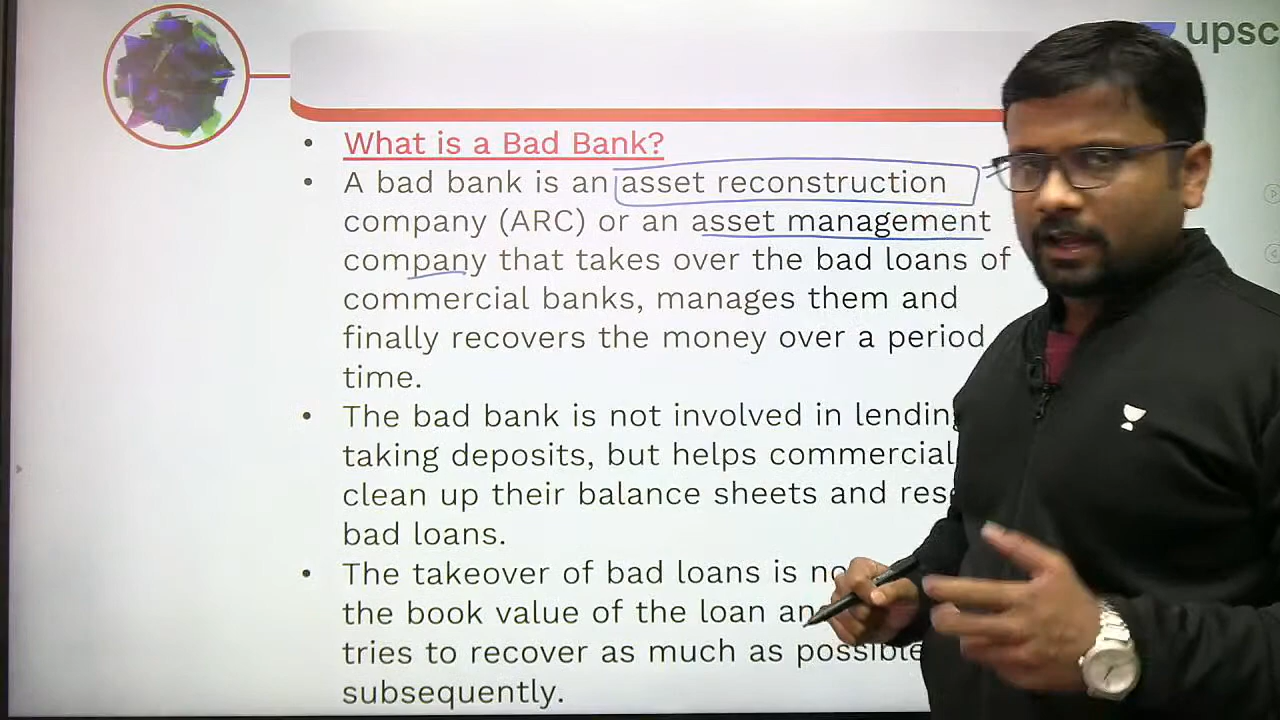 upsc
What is a Bad Bank?
A bad bank is an asset reconstruction
company (ARC) or an asset management
company that takes over the bad loans of
commercial banks, manages them and
finally recovers the money over a period
time.
The bad bank is not involved in lending
taking deposits, but helps commercial
clean up their balance sheets and
bad loans.
The takeover of bad loans is
the book value of the loan
tries to recover as much as possible
subsequently.